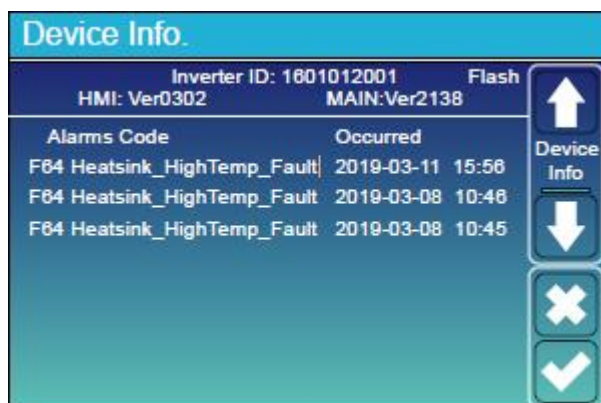 Device Info.
Inverter ID: 1601012001 Flash
HMI: Ver0302 MAIN:Ver2138
Alarms Code Occurred
F64 Heatsink_HighTemp_Fault 2019-03-11 15:56
F64 Heatsink_HighTemp_Fault 2019-03-08 10:46
F64 Heatsink_HighTemp_Fault 2019-03-08 10:45
Device
Info